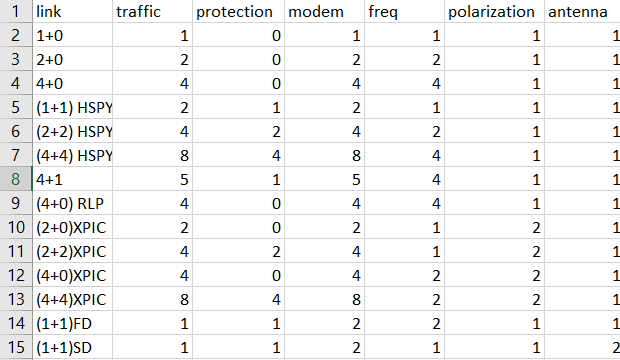 1 link traffic protection modem freq polarization antenna
2 1+0 1 0 1 1 1 1
3 2+0 2 0 2 2 1 1
4 4+0 4 0 4 4 1 1
5 (1+1) HSPY 2 1 2 1 1 1
6 (2+2) HSPY 4 2 4 2 1 1
7 (4+4) HSPY 8 4 8 4 1 1
8 4+1 5 1 5 4 1 1
9 (4+0) RLP 4 0 4 4 1 1
10 (2+0)XPIC 2 0 2 1 2 1
11 (2+2)XPIC 4 2 4 1 2 1
12 (4+0)XPIC 4 0 4 2 2 1
13 (4+4)XPIC 8 4 8 2 2 1
14 (1+1)FD 1 1 2 2 1 1
15 (1+1)SD 1 1 2 1 1 2